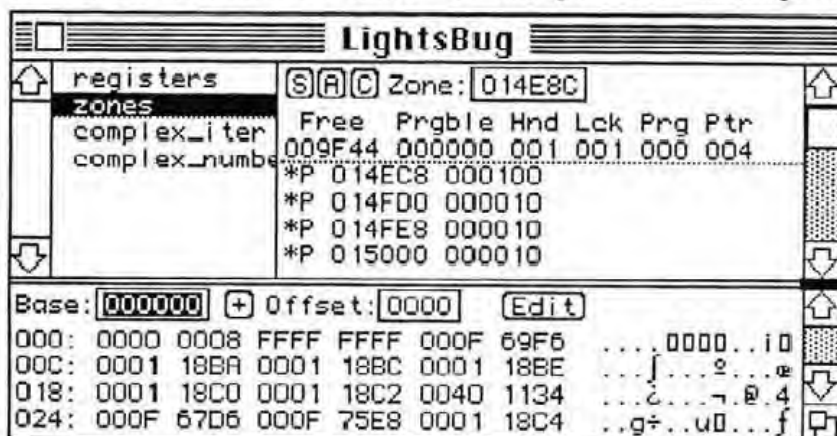 LightsBug
registers
zones
complex_iter
complex_numbe
S A C Zone: 014E8C
Free Prgble Hnd Lck Prg Ptr
009F44 000000 001 001 000 004
*P 014EC8 000100
*P 014FD0 000010
*P 014FE8 000010
*P 015000 000010
Base: 000000 + Offset: 0000 Edit
000: 0000 0008 FFFF FFFF 000F 69F6 ....▯▯▯▯..i▯
00C: 0001 18BA 0001 18BC 0001 18BE ...∫...º...æ
018: 0001 18C0 0001 18C2 0040 1134 ...¿...¬.@.4
024: 000F 67D6 000F 75E8 0001 18C4 ..g÷..u▯...ƒ